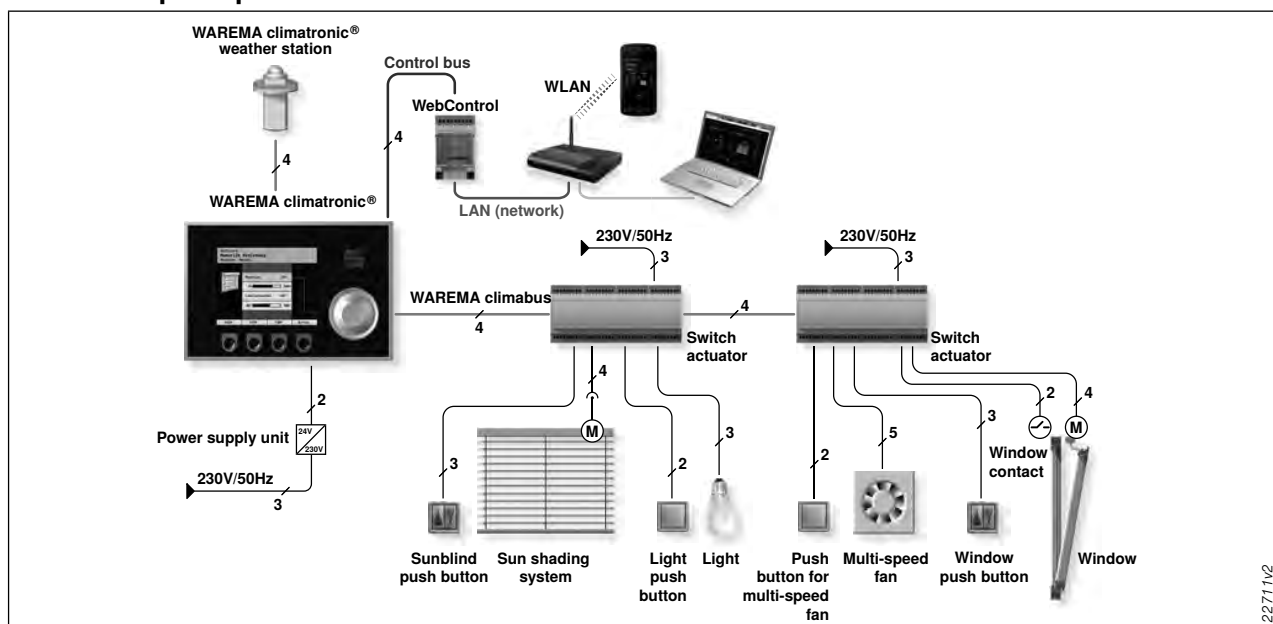 WAREMA climatronic®
weather station
Control bus
WLAN
WebControl
4
4
WAREMA climatronic®
LAN (network)
230V/50Hz
3
230V/50Hz
3
WAREMA climabus
4
4
Switch
actuator
Switch
actuator
2
Power supply unit
24V
230V
230V/50Hz
3
3
4
M
2
3
2
5
3
2
4
M
Window
contact
Sunblind
push button
Sun shading
system
Light
push
button
Light
Push
button for
multi-speed
fan
Multi-speed
fan
Window
push button
Window
22711v2